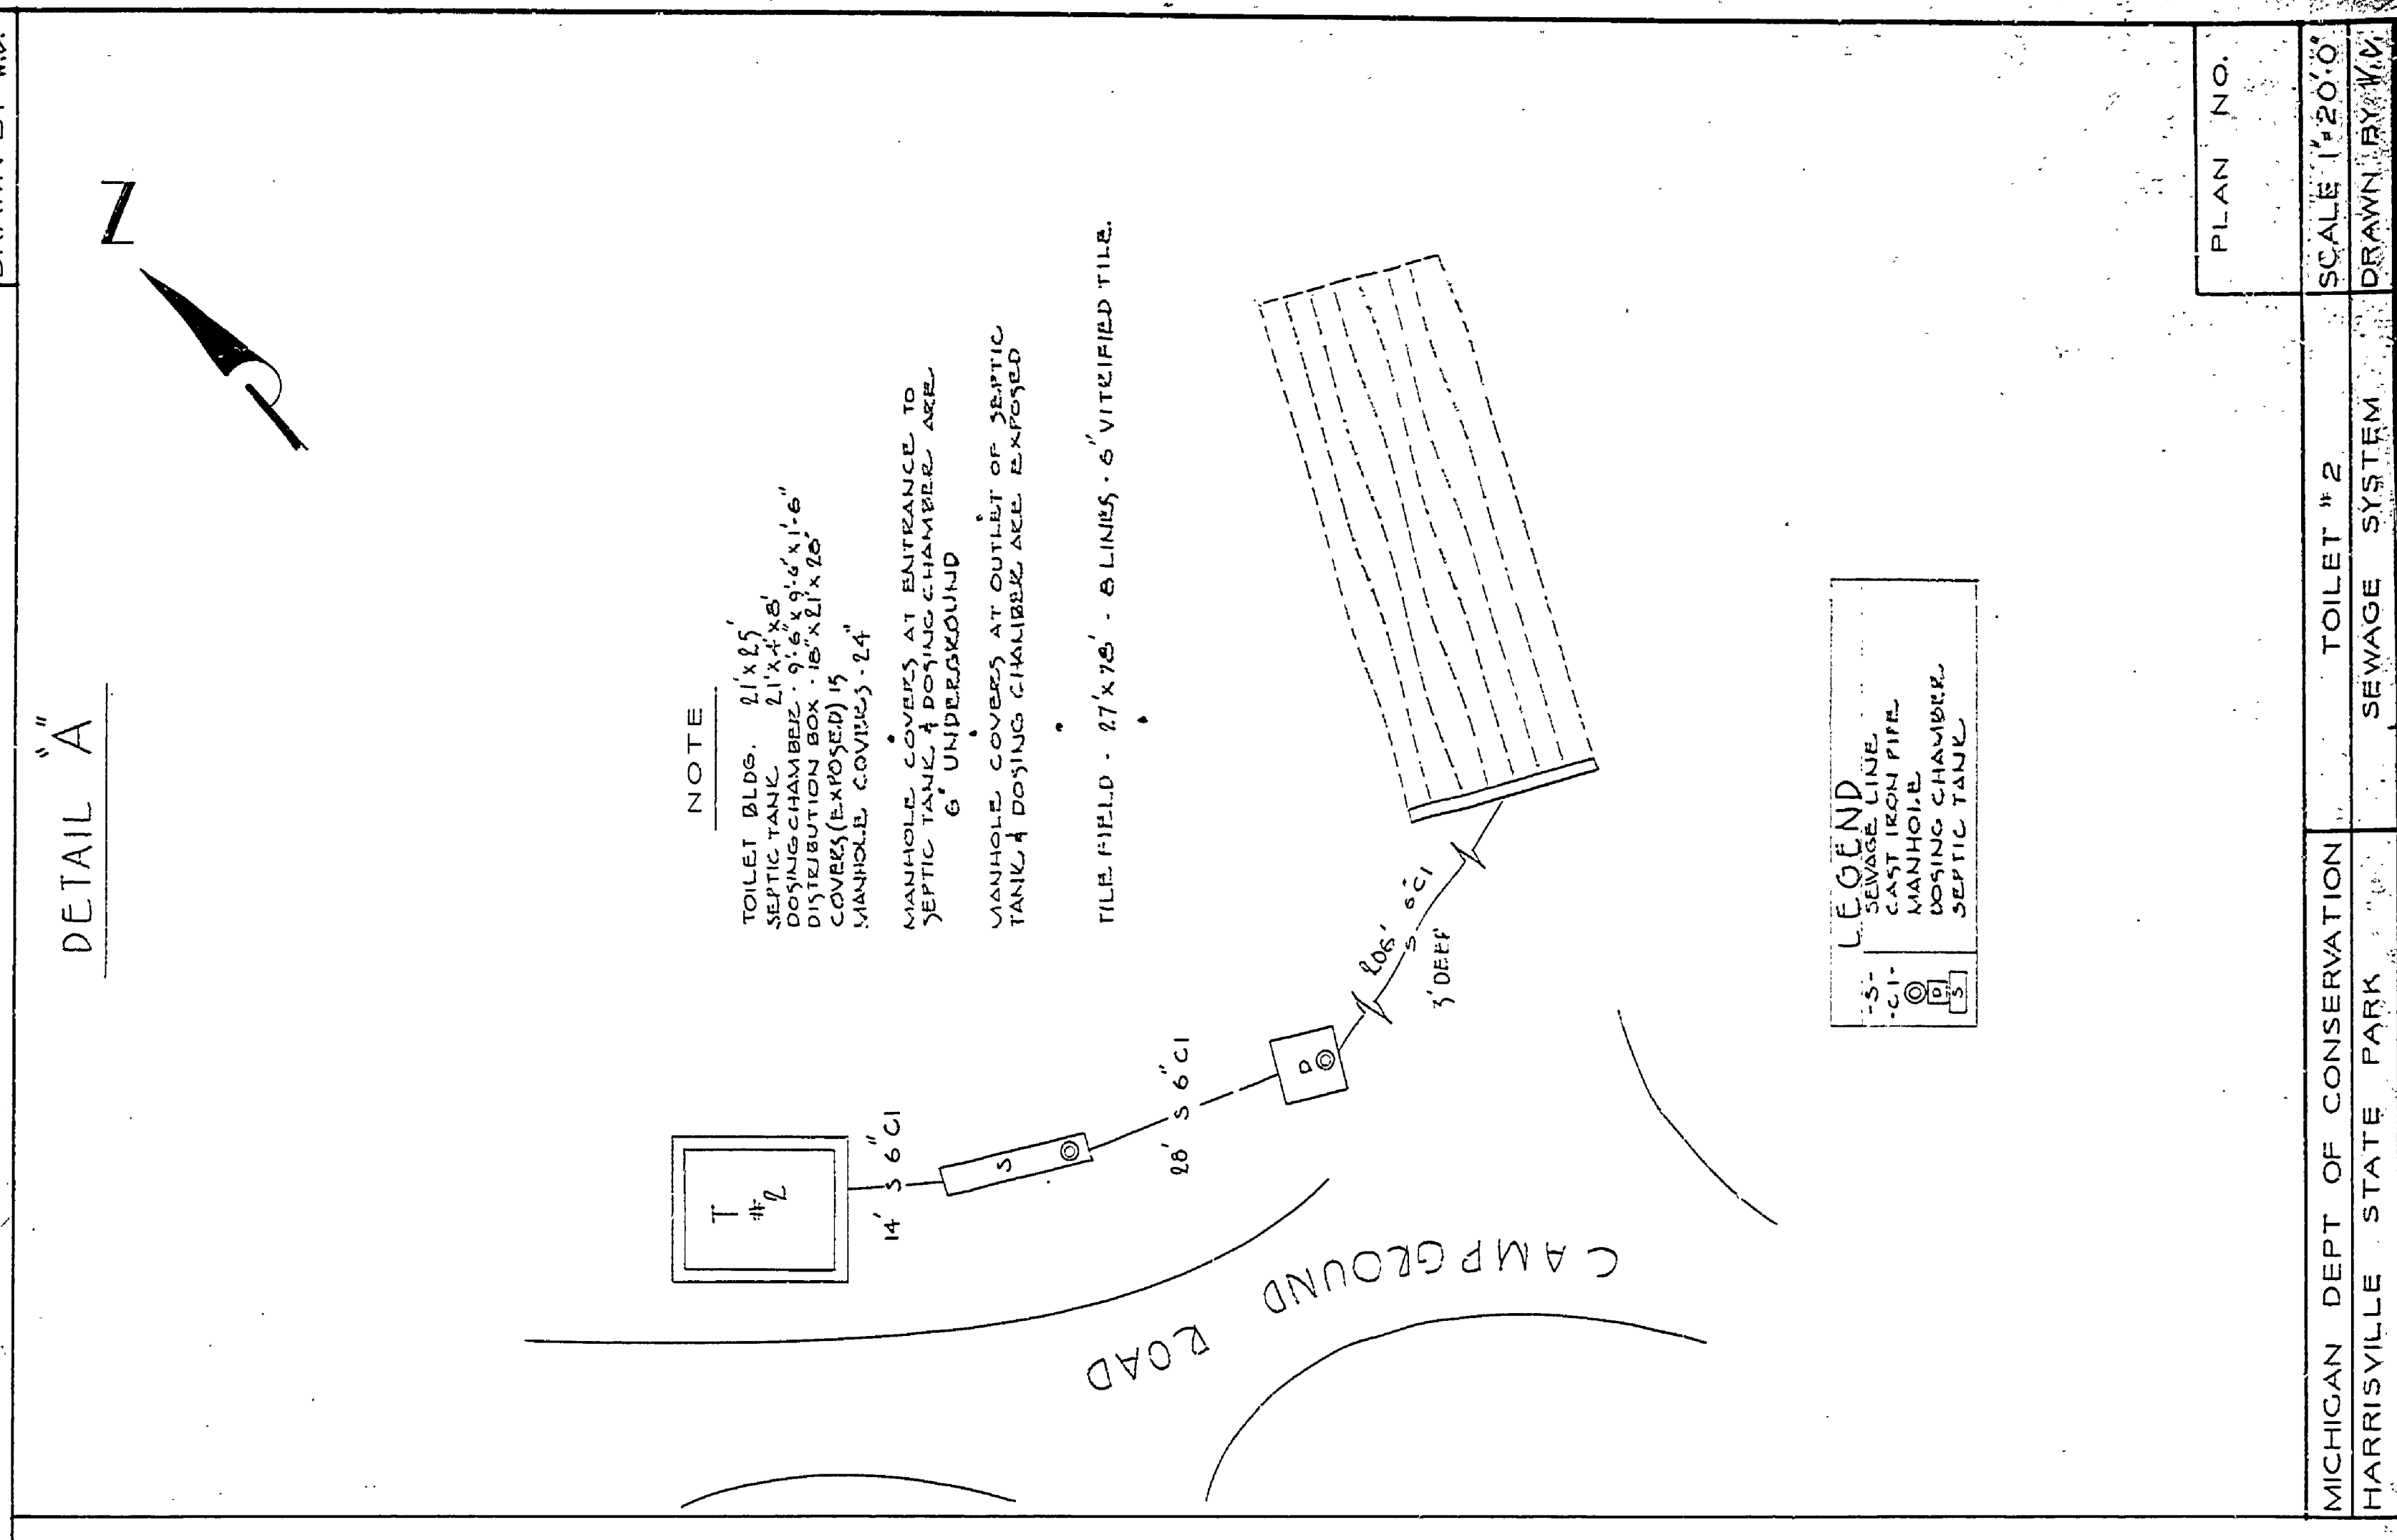 DETAIL "A"
N
NOTE
TOILET BLDG. 21'x25'
SEPTIC TANK 21'x4'x8'
DOSING CHAMBER - 9'-6"x9'-6"x1'-6"
DISTRIBUTION BOX - 18"x21'x28"
COVERS (EXPOSED) 15
MANHOLE COVERS - 24"
MANHOLE COVERS AT ENTRANCE TO
SEPTIC TANK & DOSING CHAMBER ARE
6" UNDERGROUND
MANHOLE COVERS AT OUTLET OF SEPTIC
TANK & DOSING CHAMBER ARE EXPOSED
TILE FIELD - 27'x78' - 8 LINES - 6" VITRIFIED TILE.
T
#2
14' S 6" CI
S
28' S 6" CI
D
206' S 6" CI
3' DEEP
CAMPGROUND
ROAD
LEGEND
-S- SEWAGE LINE
-CI- CAST IRON PIPE
MANHOLE
D DOSING CHAMBER
S SEPTIC TANK
PLAN NO.
MICHIGAN DEPT OF CONSERVATION TOILET #2 SCALE 1"=20'-0"
HARRISVILLE STATE PARK SEWAGE SYSTEM DRAWN BY